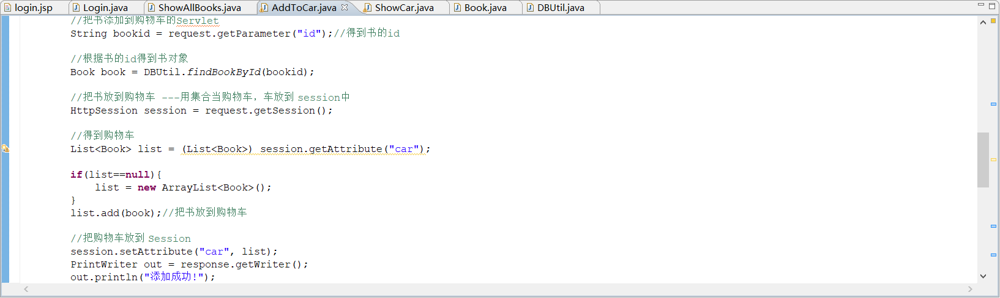 login.jsp Login.java ShowAllBooks.java AddToCar.java ShowCar.java Book.java DBUtil.java
//把书添加到购物车的Servlet
String bookid = request.getParameter("id");//得到书的id
//根据书的id得到书对象
Book book = DBUtil.findBookById(bookid);
//把书放到购物车 ---用集合当购物车，车放到 session中
HttpSession session = request.getSession();
//得到购物车
List<Book> list = (List<Book>) session.getAttribute("car");
if(list==null){
list = new ArrayList<Book>();
}
list.add(book);//把书放到购物车
//把购物车放到 Session
session.setAttribute("car", list);
PrintWriter out = response.getWriter();
out.println("添加成功!");